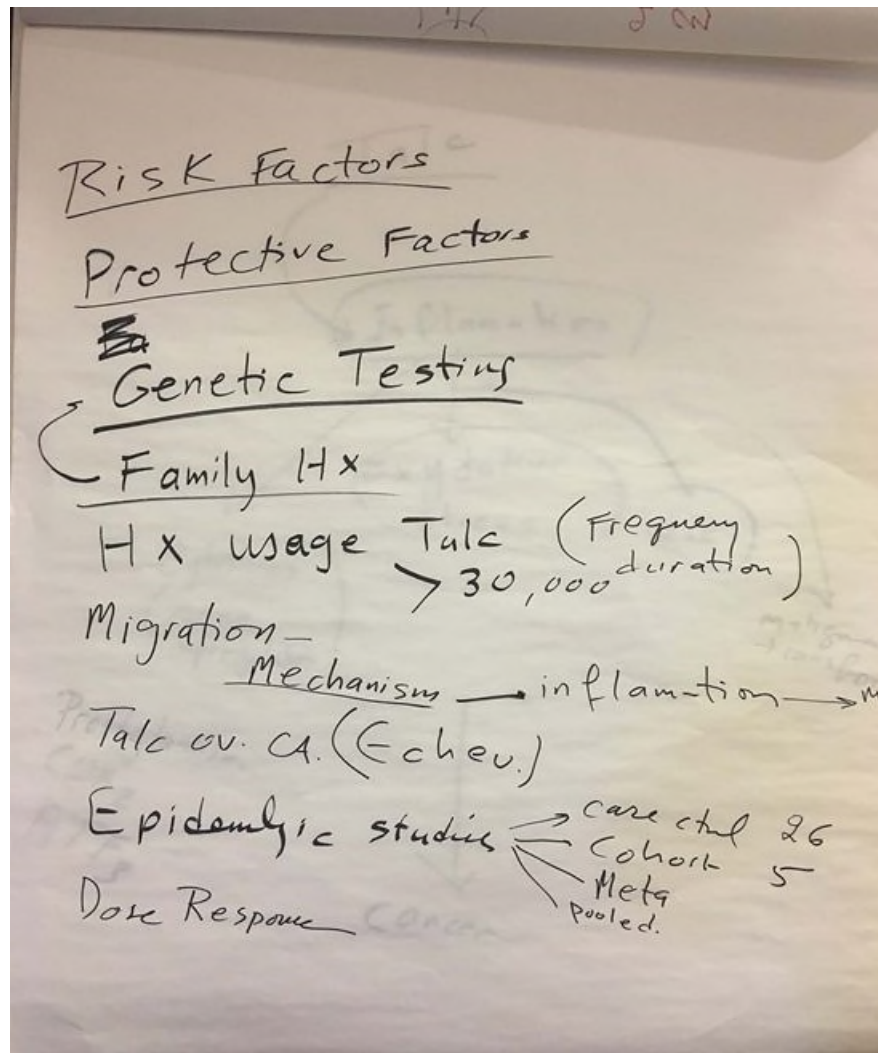 Risk Factors
Protective Factors
Genetic Testing
Family Hx
Hx usage Talc (Frequeny
duration)
> 30,000
Migration –
Mechanism — inflamation → m
Talc ov. CA. (Echev.)
Epidemlgic studies → case ctrl 26
Cohort 5
Meta
pooled.
Dose Response